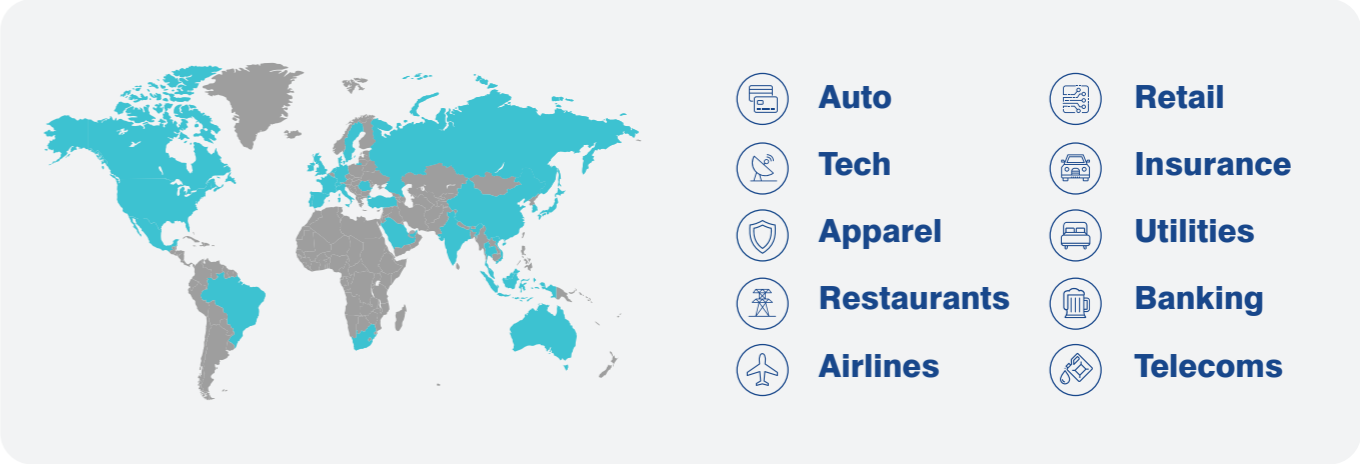 Auto
Tech
Apparel
Restaurants
Airlines
Retail
Insurance
Utilities
Banking
Telecoms